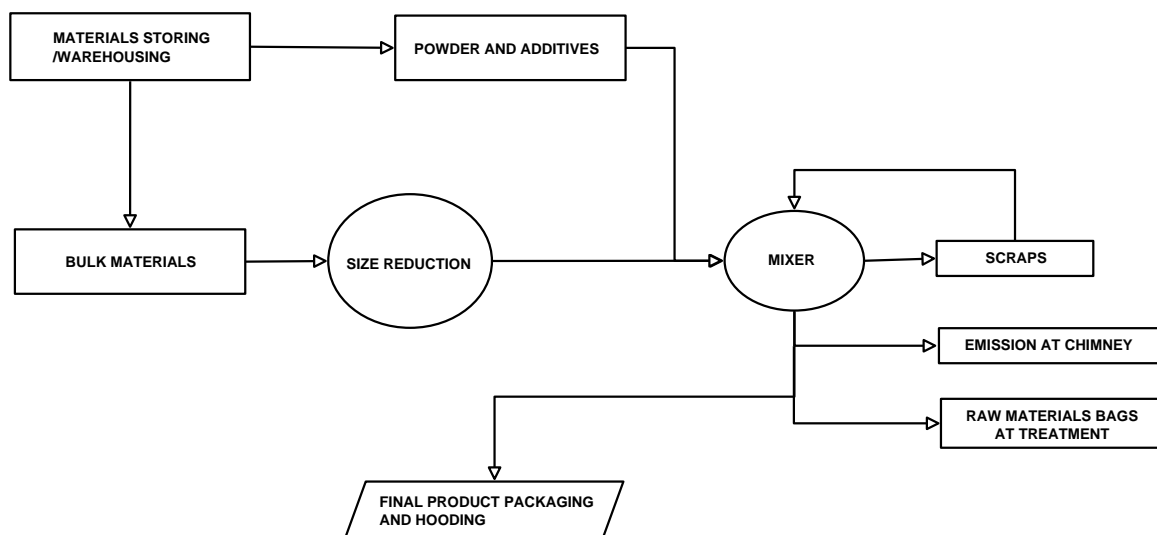 MATERIALS STORING
/WAREHOUSING
POWDER AND ADDITIVES
BULK MATERIALS
SIZE REDUCTION
MIXER
SCRAPS
EMISSION AT CHIMNEY
RAW MATERIALS BAGS
AT TREATMENT
FINAL PRODUCT PACKAGING
AND HOODING